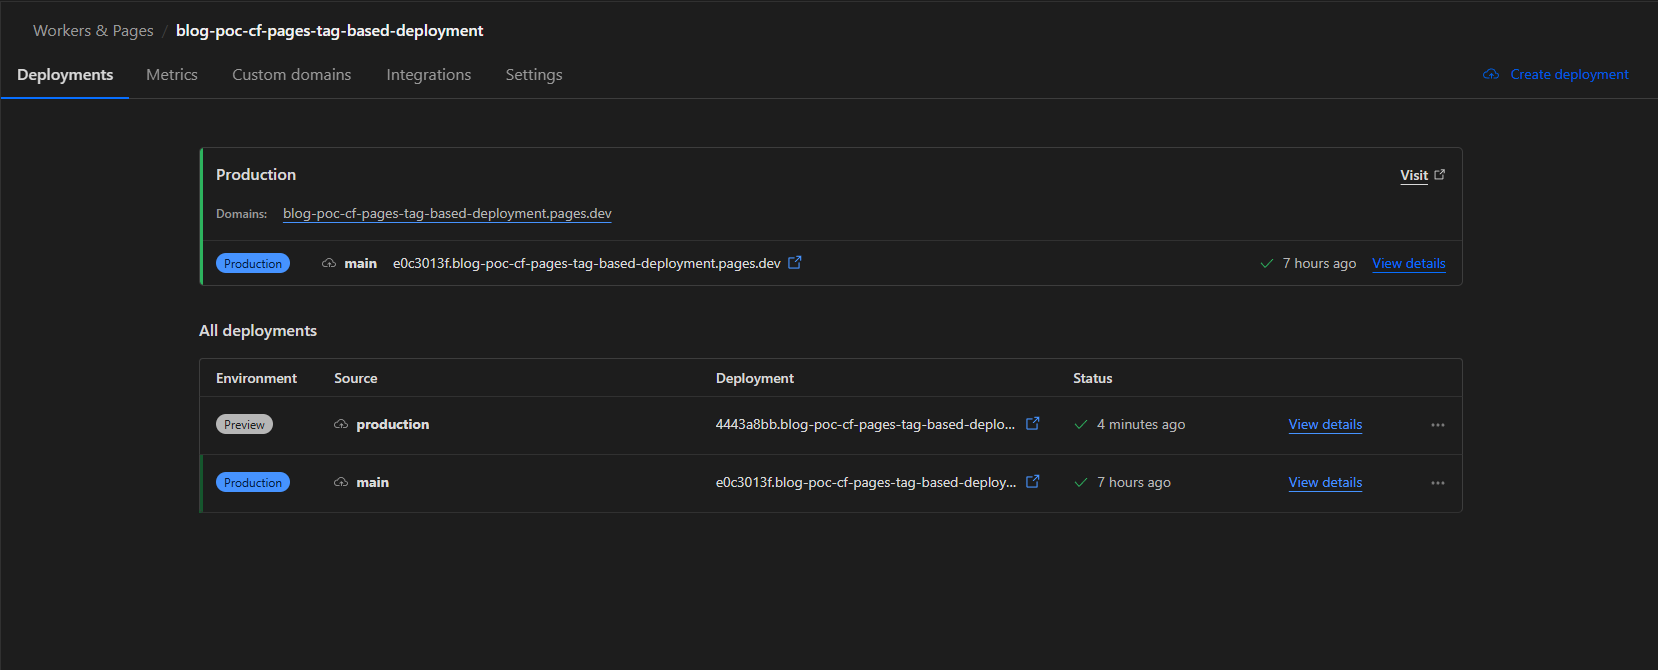 Workers & Pages / blog-poc-cf-pages-tag-based-deployment
Deployments Metrics Custom domains Integrations Settings Create deployment
Production Visit
Domains: blog-poc-cf-pages-tag-based-deployment.pages.dev
Production main e0c3013f.blog-poc-cf-pages-tag-based-deployment.pages.dev 7 hours ago View details
All deployments
Environment Source Deployment Status
Preview production 4443a8bb.blog-poc-cf-pages-tag-based-deplo... 4 minutes ago View details ...
Production main e0c3013f.blog-poc-cf-pages-tag-based-deploy... 7 hours ago View details ...